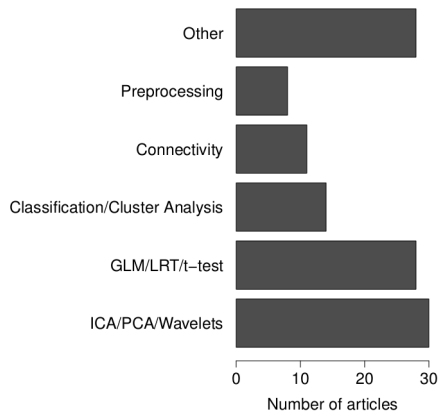 Other
Preprocessing
Connectivity
Classification/Cluster Analysis
GLM/LRT/t−test
ICA/PCA/Wavelets
0 10 20 30
Number of articles